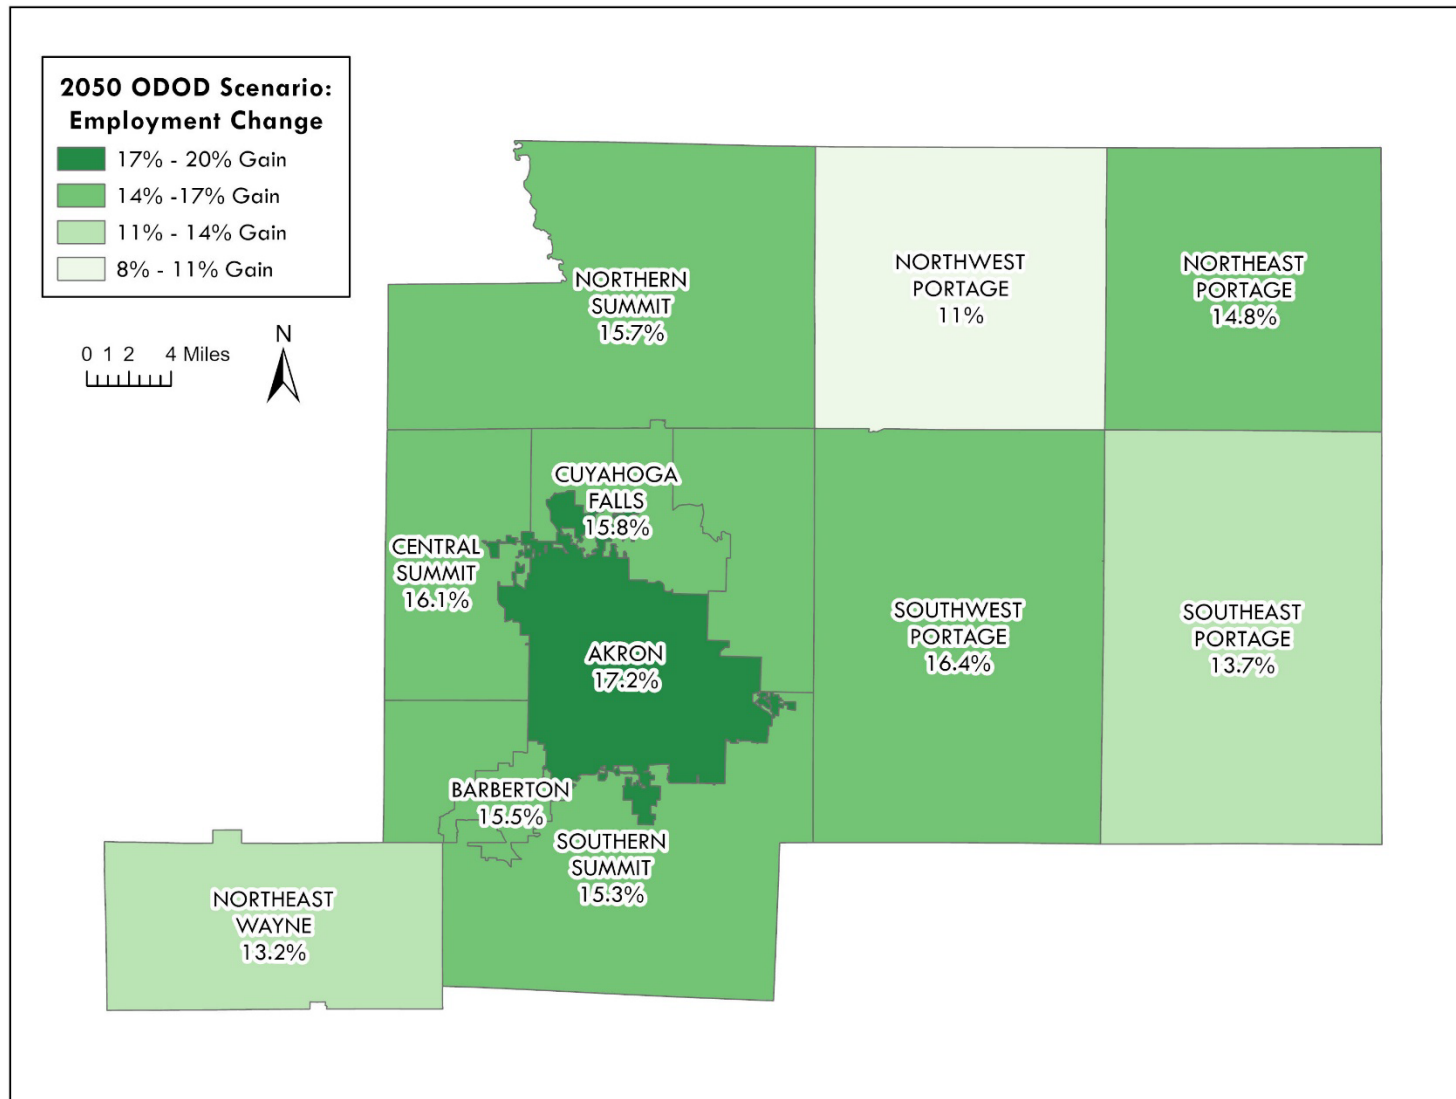 2050 ODOD Scenario:
Employment Change
17% - 20% Gain
14% -17% Gain
11% - 14% Gain
8% - 11% Gain
0 1 2 4 Miles
N
NORTHERN
SUMMIT
15.7%
NORTHWEST
PORTAGE
11%
NORTHEAST
PORTAGE
14.8%
CUYAHOGA
FALLS
15.8%
CENTRAL
SUMMIT
16.1%
AKRON
17.2%
SOUTHWEST
PORTAGE
16.4%
SOUTHEAST
PORTAGE
13.7%
BARBERTON
15.5%
SOUTHERN
SUMMIT
15.3%
NORTHEAST
WAYNE
13.2%